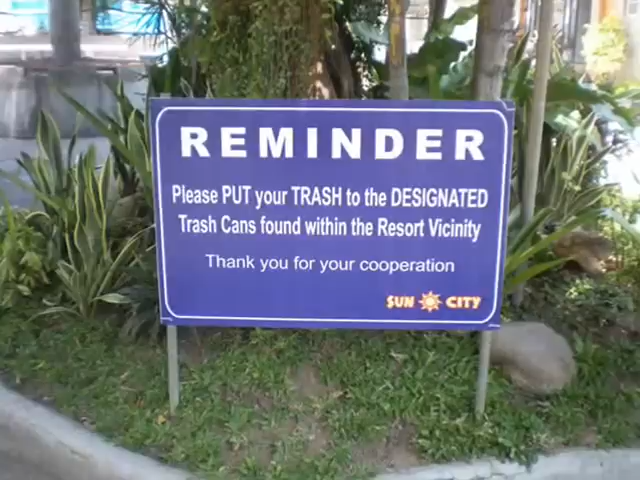 REMINDER
Please PUT your TRASH to the DESIGNATED
Trash Cans found within the Resort Vicinity
Thank you for your cooperation
SUN CITY